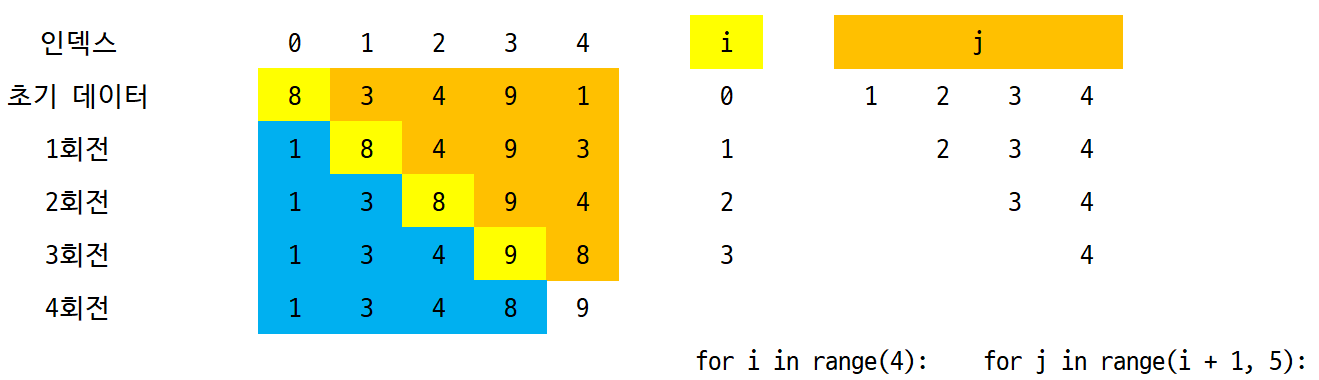 인덱스 0 1 2 3 4 i j
초기 데이터 8 3 4 9 1 0 1 2 3 4
1회전 1 8 4 9 3 1 2 3 4
2회전 1 3 8 9 4 2 3 4
3회전 1 3 4 9 8 3 4
4회전 1 3 4 8 9
for i in range(4): for j in range(i + 1, 5):